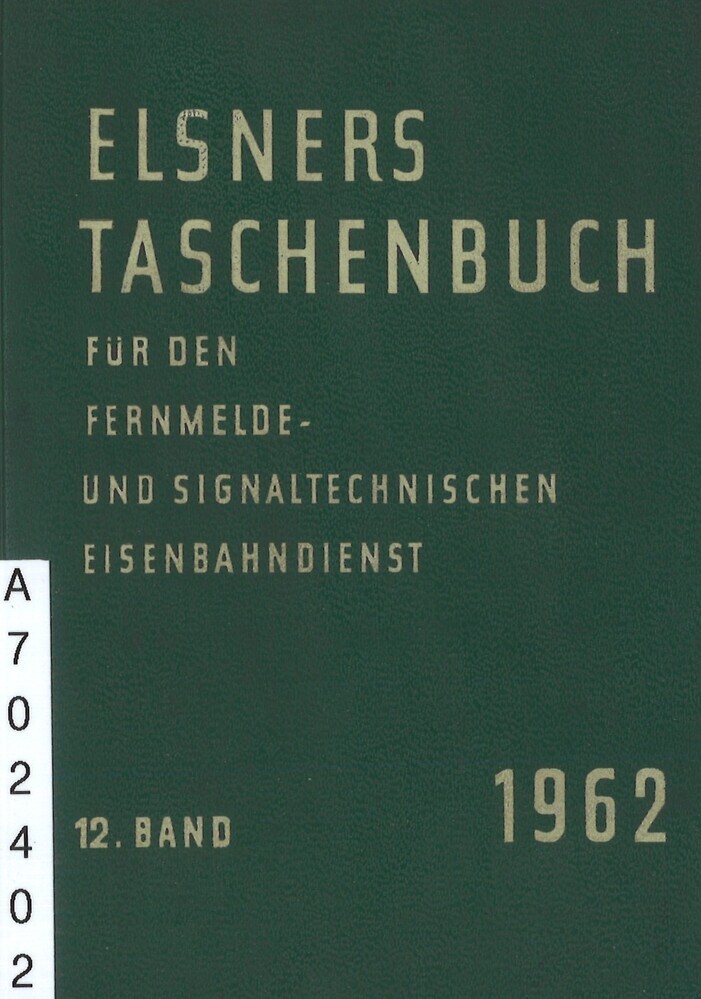 ELSNERS
TASCHENBUCH
FÜR DEN
FERNMELDE-
UND SIGNALTECHNISCHEN
EISENBAHNDIENST
12. BAND
1962
A
7
0
2
4
0
2